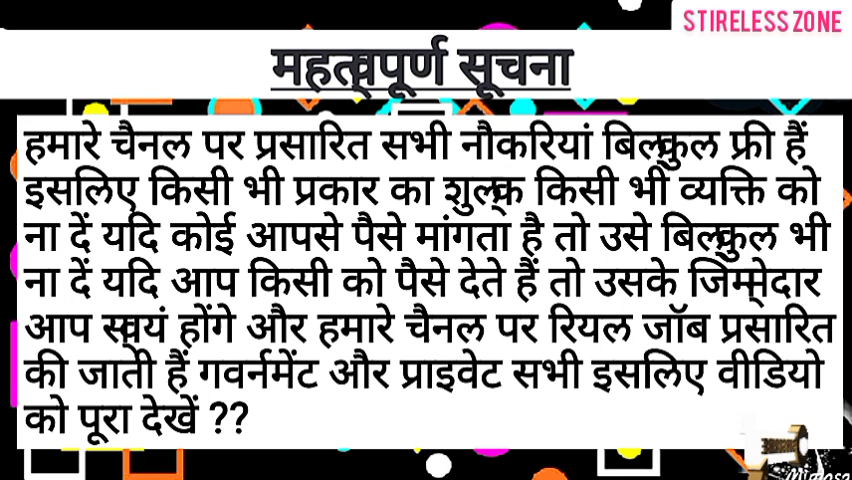 STIRELESS ZONE
महत्वपूर्ण सूचना
हमारे चैनल पर प्रसारित सभी नौकरियां बिल्कुल फ्री हैं
इसलिए किसी भी प्रकार का शुल्क किसी भी व्यक्ति को
ना दें यदि कोई आपसे पैसे मांगता है तो उसे बिल्कुल भी
ना दें यदि आप किसी को पैसे देते हैं तो उसके जिम्मेदार
आप स्वयं होंगे और हमारे चैनल पर रियल जॉब प्रसारित
की जाती हैं गवर्नमेंट और प्राइवेट सभी इसलिए वीडियो
को पूरा देखें ??